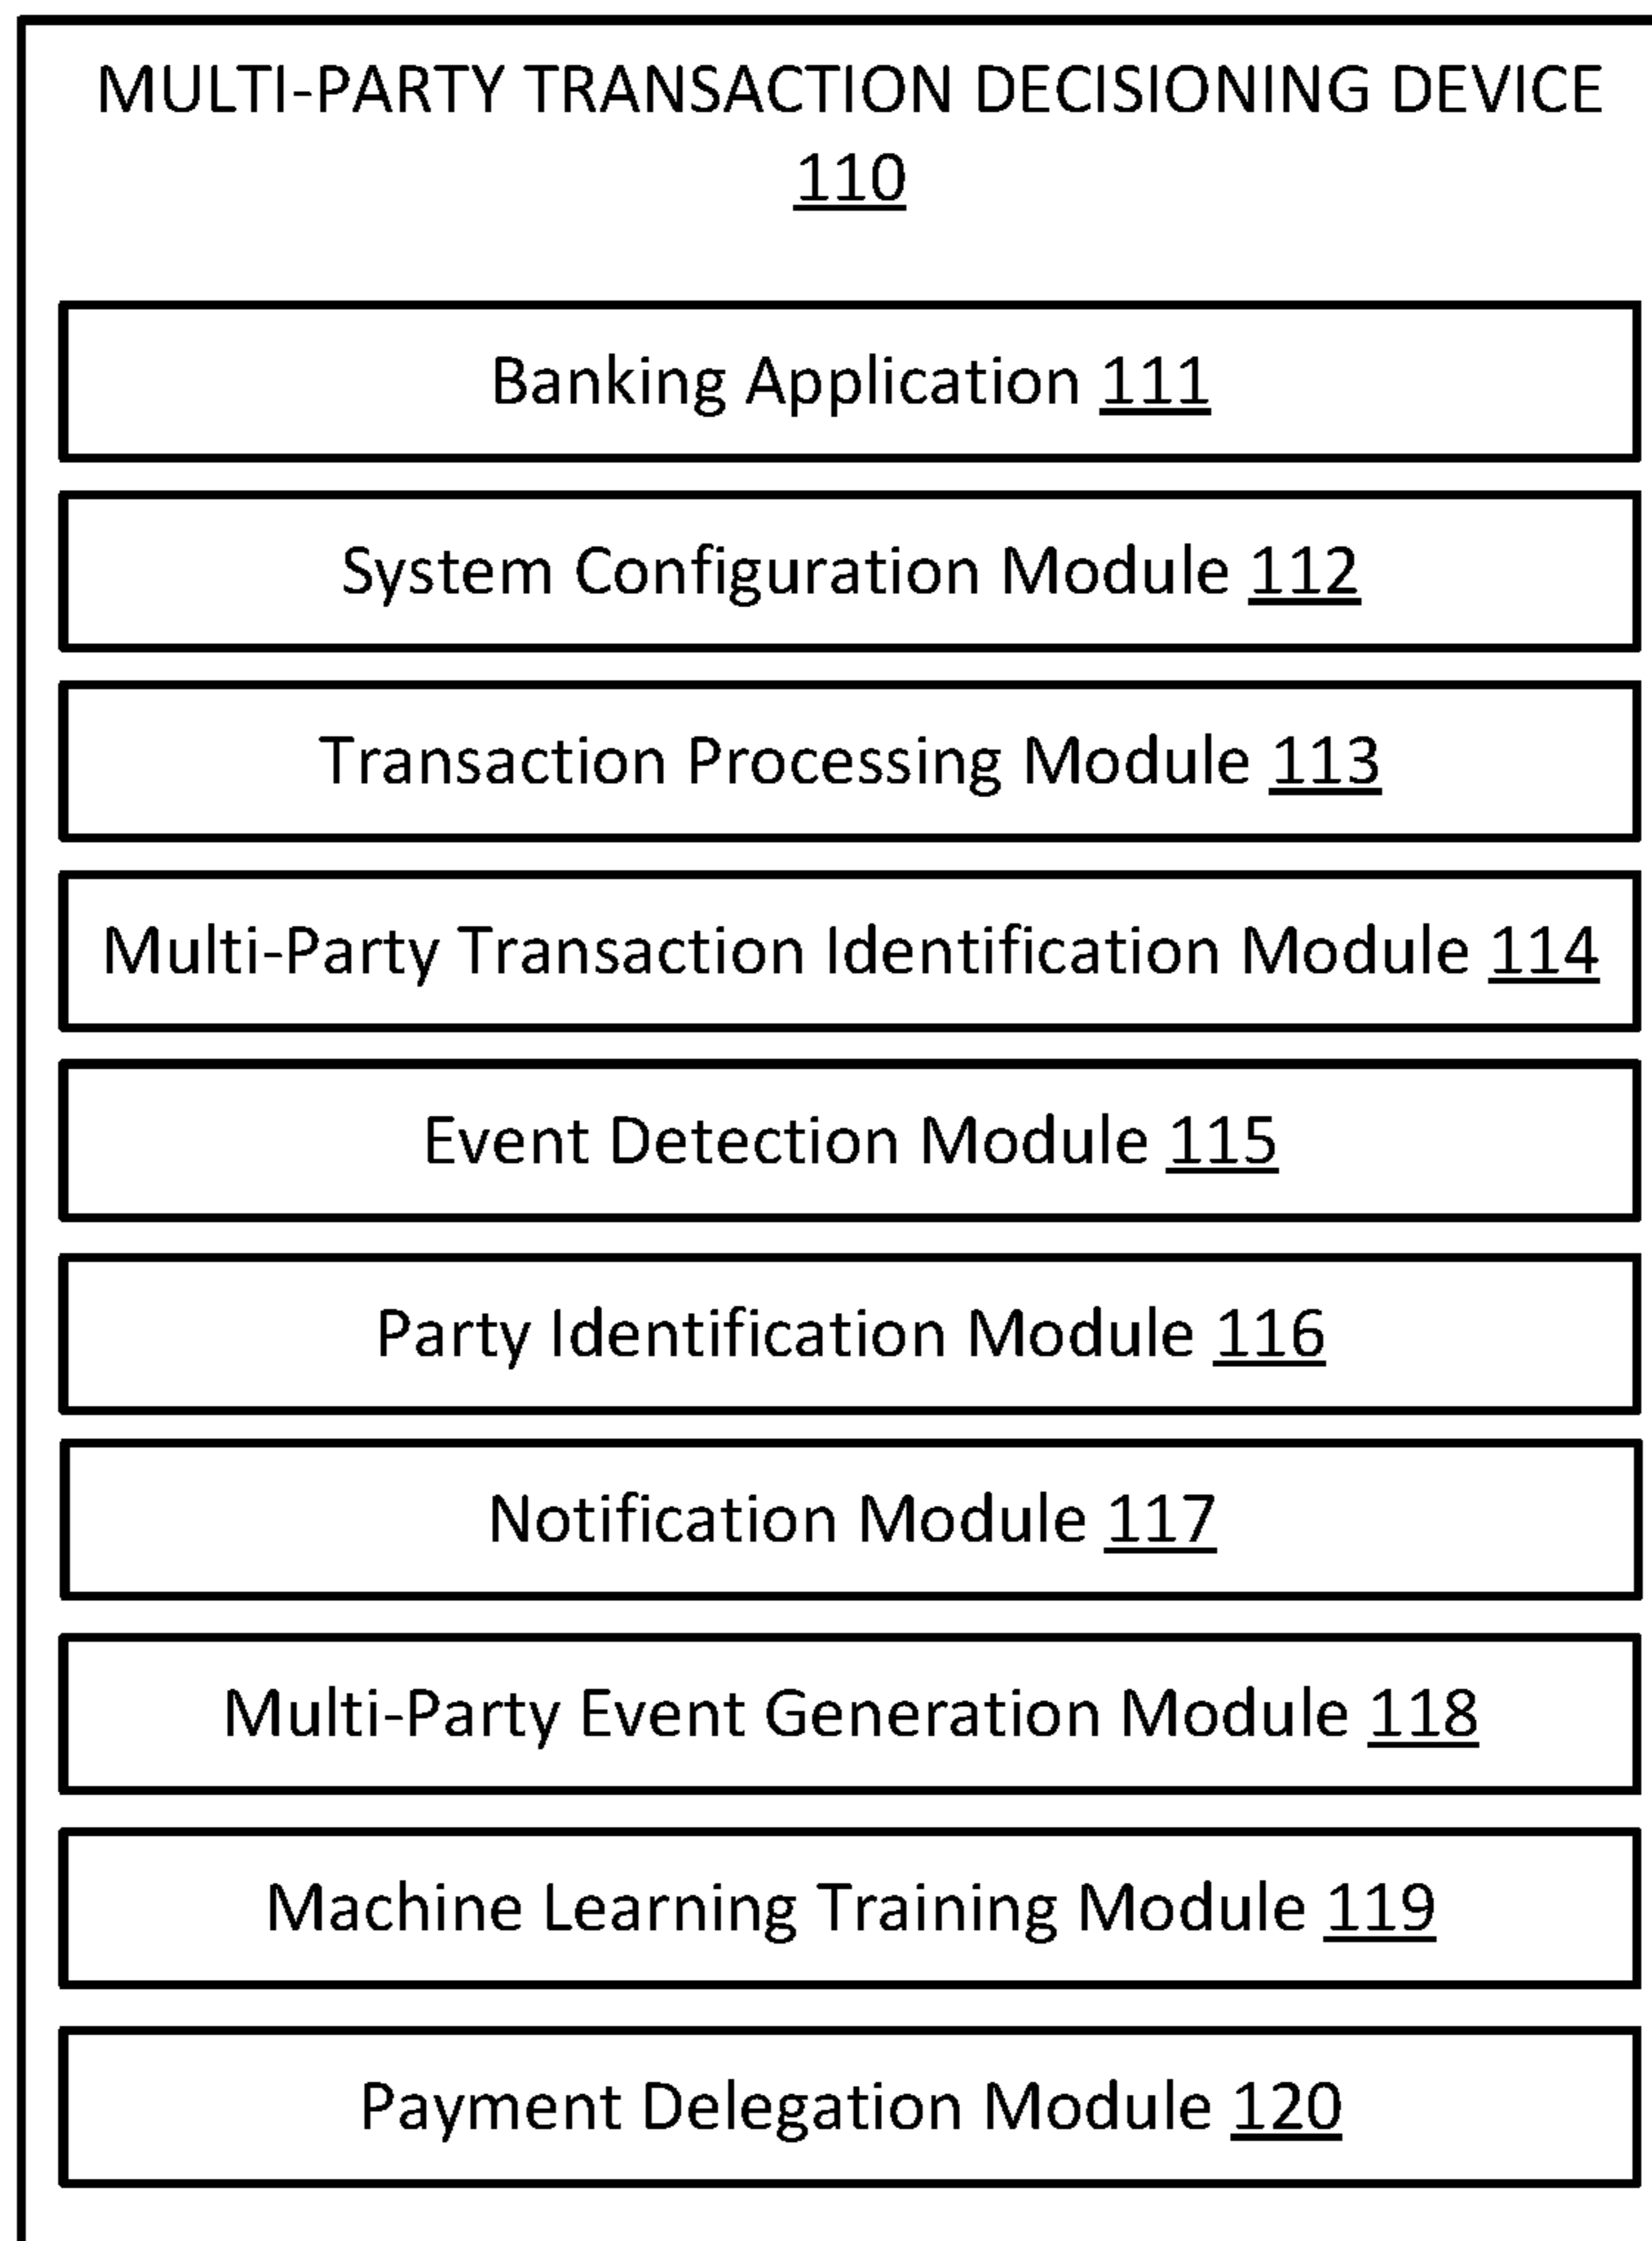 MULTI-PARTY TRANSACTION DECISIONING DEVICE
110
Banking Application 111
System Configuration Module 112
Transaction Processing Module 113
Multi-Party Transaction Identification Module 114
Event Detection Module 115
Party Identification Module 116
Notification Module 117
Multi-Party Event Generation Module 118
Machine Learning Training Module 119
Payment Delegation Module 120